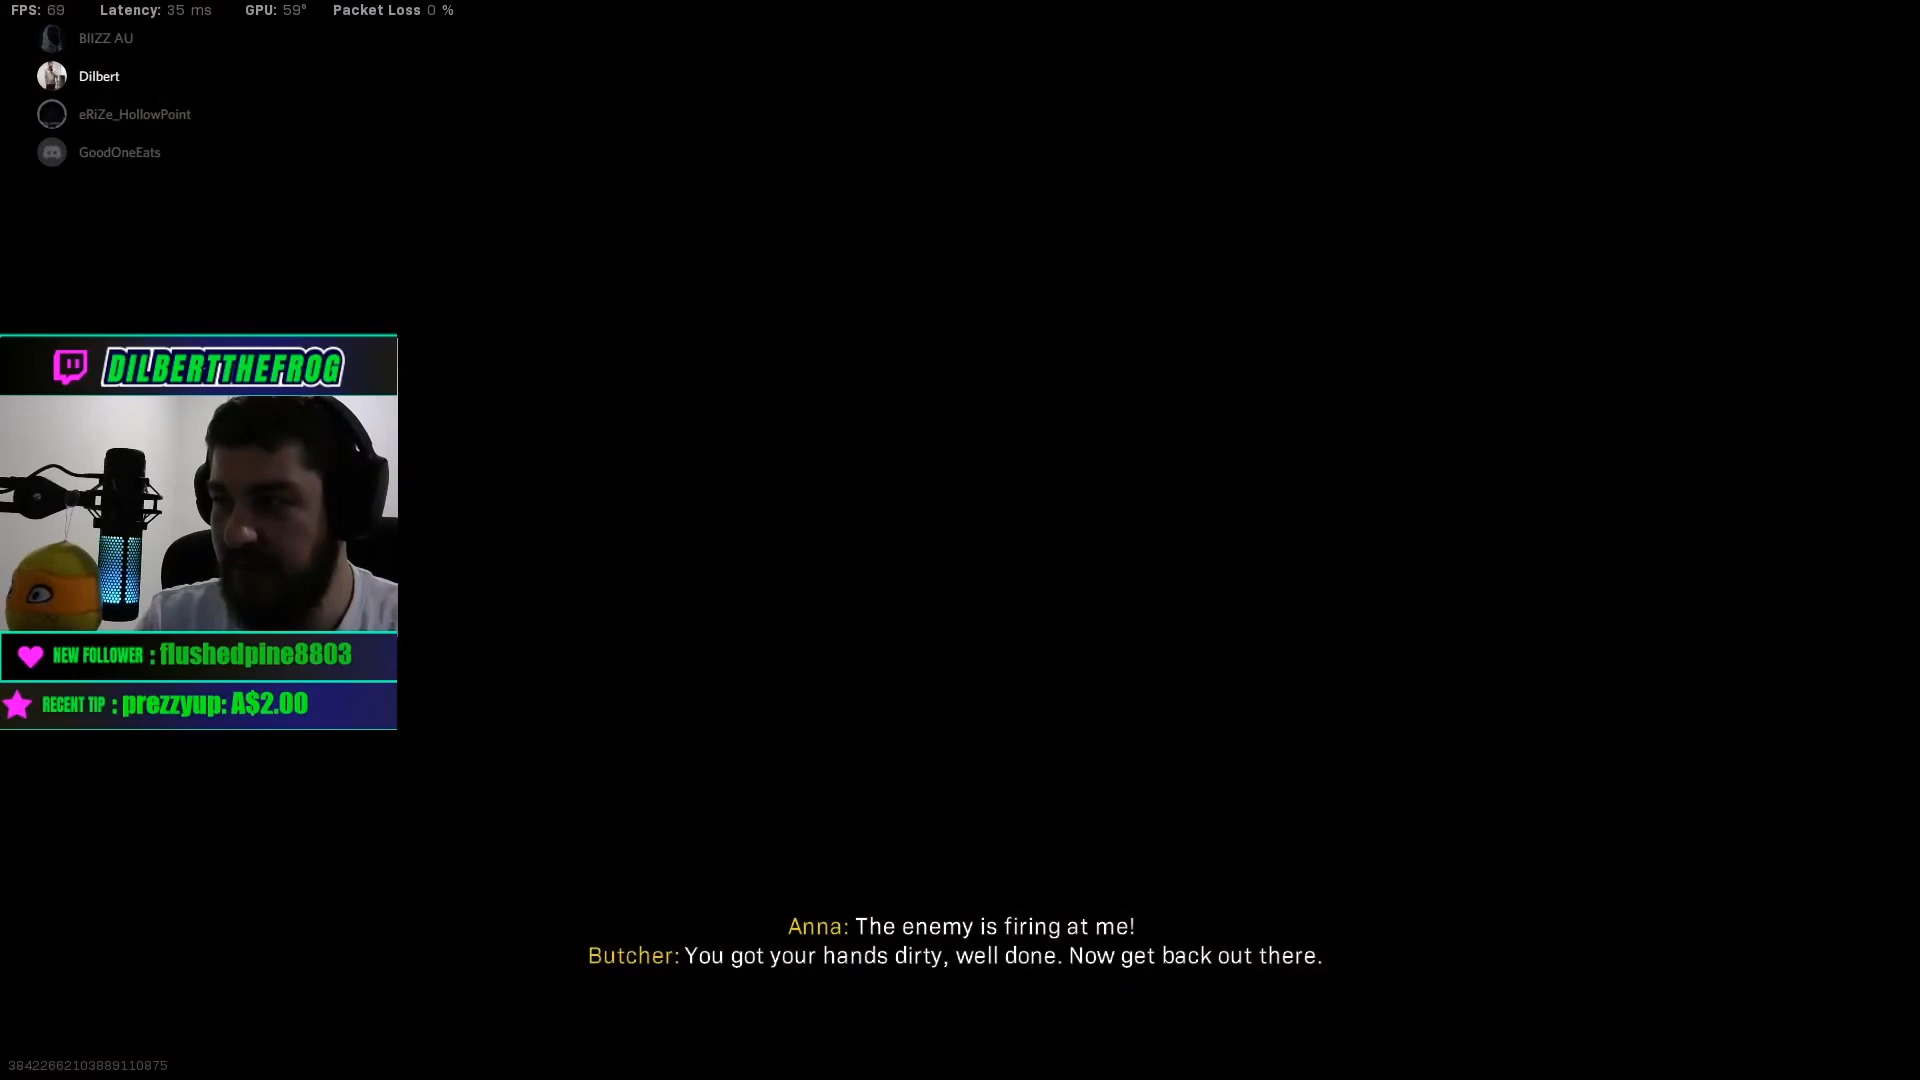 FPS: 69 Latency: 35 ms GPU: 59° Packet Loss 0 %
BIIZZ AU
Dilbert
eRiZe_HollowPoint
GoodOneEats
DILBERTTHEFROG
NEW FOLLOWER : flushedpine8803
RECENT TIP : prezzyup: A$2.00
Anna: The enemy is firing at me!
Butcher: You got your hands dirty, well done. Now get back out there.
38422662103889110875